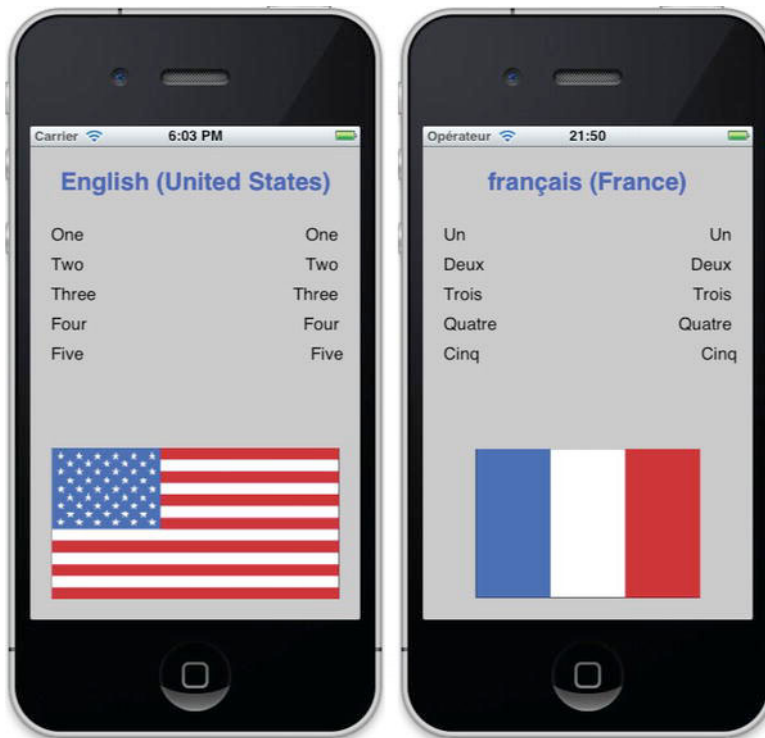 Carrier 6:03 PM
English (United States)
One One
Two Two
Three Three
Four Four
Five Five
Opérateur 21:50
français (France)
Un Un
Deux Deux
Trois Trois
Quatre Quatre
Cinq Cinq